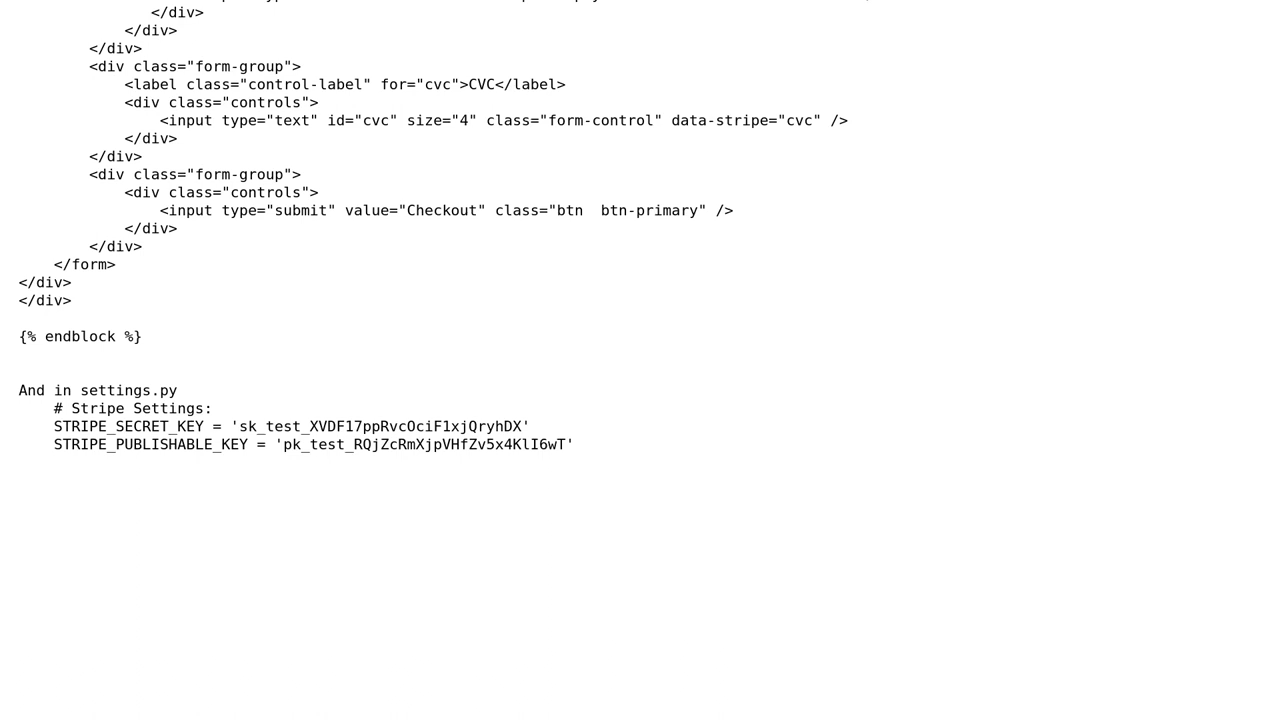 </div>
</div>
</div>
<div class="form-group">
<label class="control-label" for="cvc">CVC</label>
<div class="controls">
<input type="text" id="cvc" size="4" class="form-control" data-stripe="cvc" />
</div>
</div>
<div class="form-group">
<div class="controls">
<input type="submit" value="Checkout" class="btn  btn-primary" />
</div>
</div>
</form>
</div>
</div>
{% endblock %}
And in settings.py
# Stripe Settings:
STRIPE_SECRET_KEY = 'sk_test_XVDF17ppRvcOciF1xjQryhDX'
STRIPE_PUBLISHABLE_KEY = 'pk_test_RQjZcRmXjpVHfZv5x4KlI6wT'